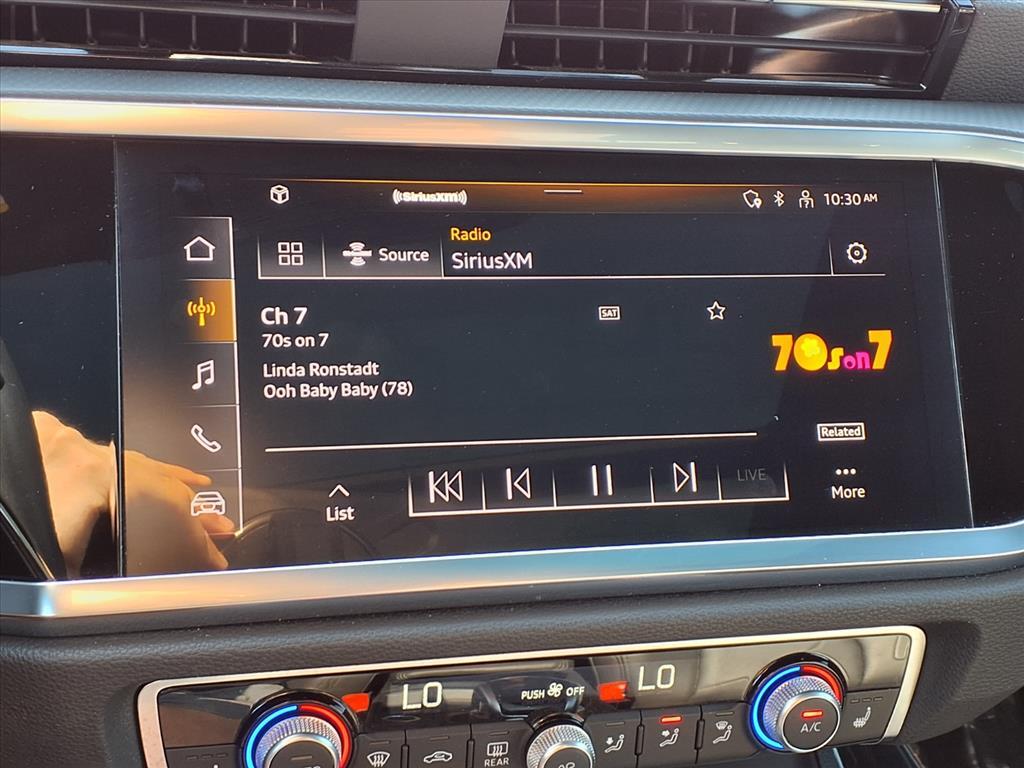 ((SiriusXM))
10:30 AM
Source
Radio
SiriusXM
Ch 7
70s on 7
SAT
70s on 7
Linda Ronstadt
Ooh Baby Baby (78)
Related
LIVE
List
More
LO
PUSH OFF
LO
REAR
A/C